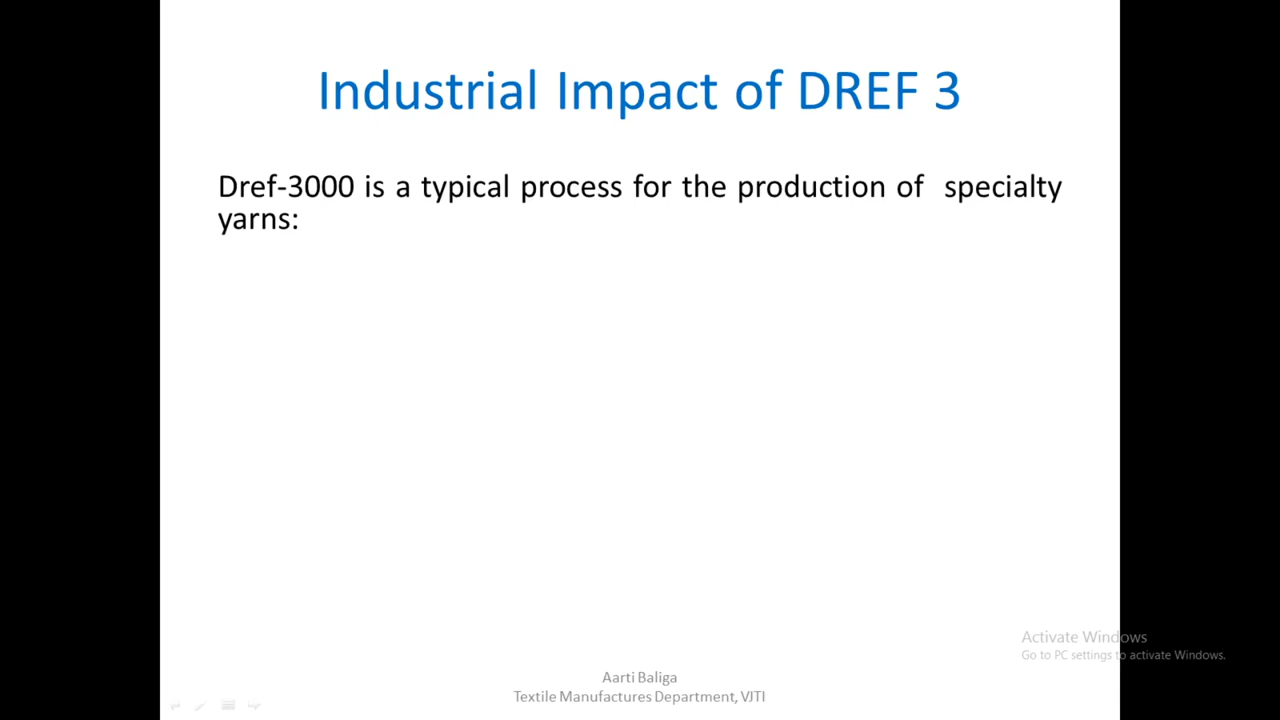 Industrial Impact of DREF 3
Dref-3000 is a typical process for the production of specialty
yarns:
Activate Windows
Go to PC settings to activate Windows.
Aarti Baliga
Textile Manufactures Department, VJTI